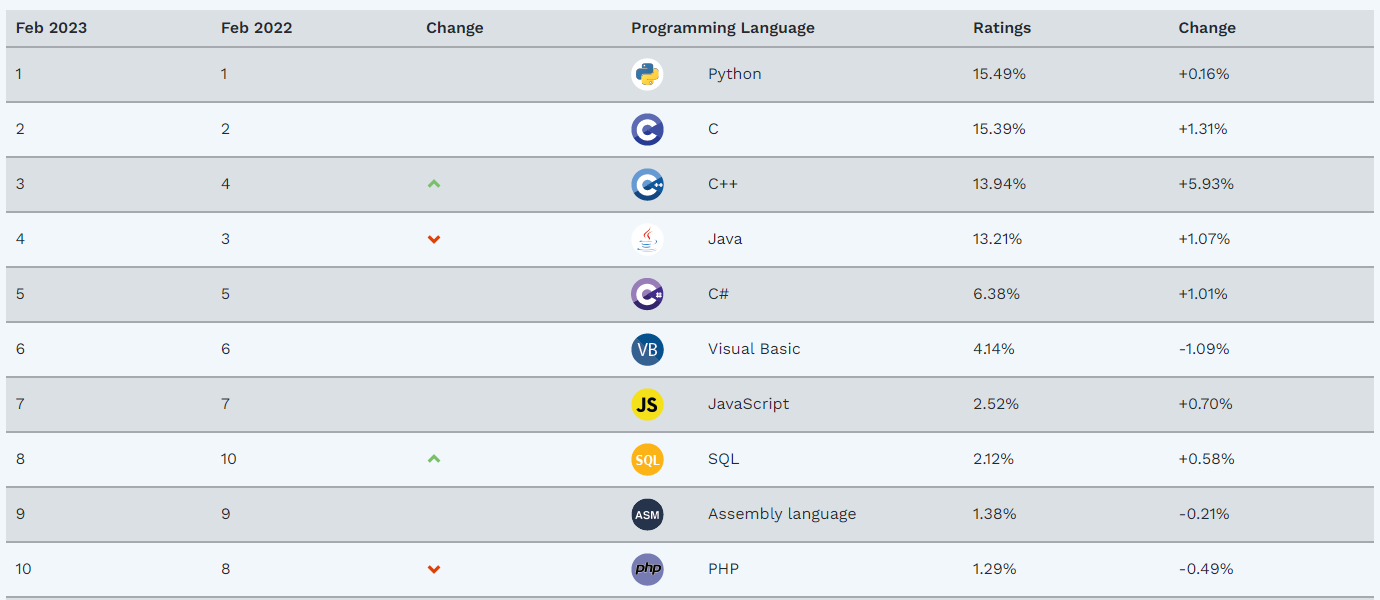 Feb 2023 Feb 2022 Change Programming Language Ratings Change
1 1 Python 15.49% +0.16%
2 2 C C 15.39% +1.31%
3 4 C++ C++ 13.94% +5.93%
4 3 Java 13.21% +1.07%
5 5 C# C# 6.38% +1.01%
6 6 VB Visual Basic 4.14% -1.09%
7 7 JS JavaScript 2.52% +0.70%
8 10 SQL SQL 2.12% +0.58%
9 9 ASM Assembly language 1.38% -0.21%
10 8 php PHP 1.29% -0.49%